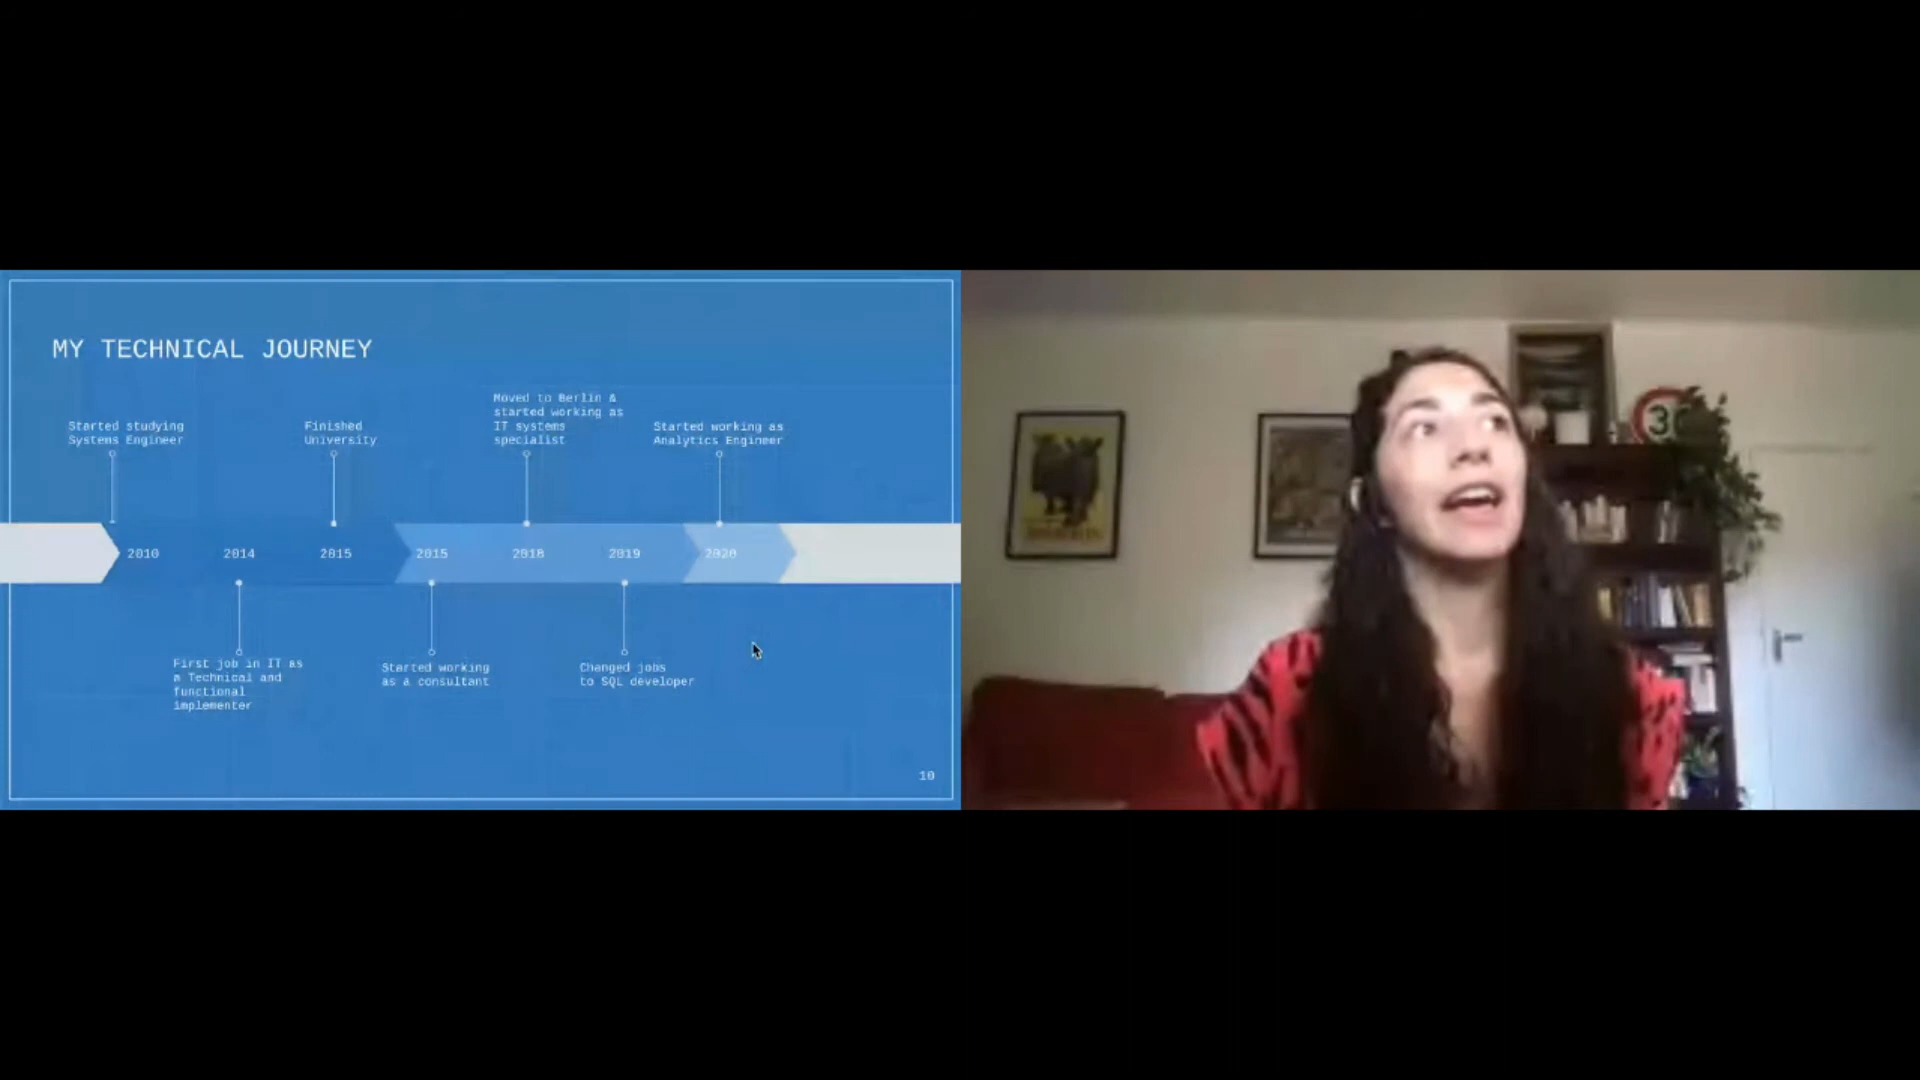 MY TECHNICAL JOURNEY
Started studying
Systems Engineer
Finished
University
Moved to Berlin &
started working as
IT systems
specialist
Started working as
Analytics Engineer
2010 2014 2015 2015 2018 2019 2020
First job in IT as
a Technical and
functional
implementer
Started working
as a consultant
Changed jobs
to SQL developer
10
30